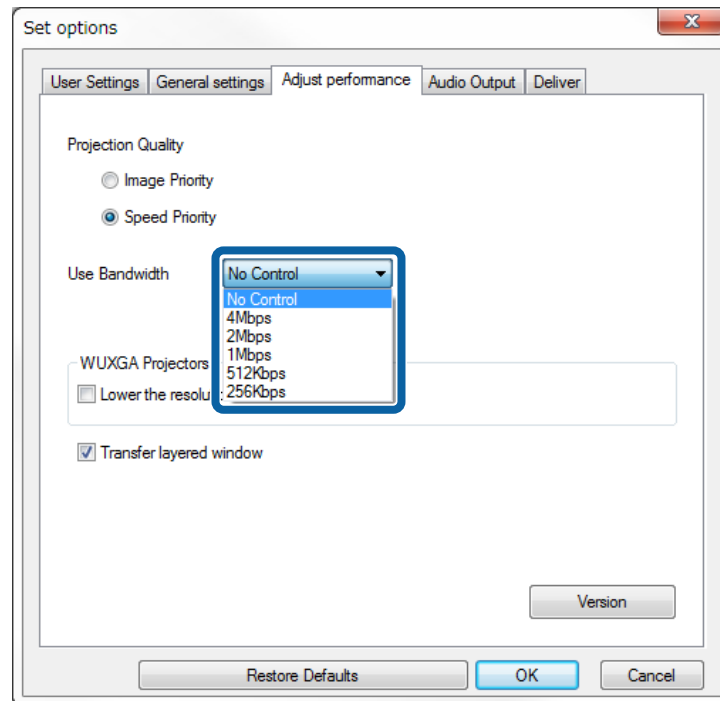 Set options
User Settings General settings Adjust performance Audio Output Deliver
Projection Quality
Image Priority
Speed Priority
Use Bandwidth No Control
No Control
4Mbps
2Mbps
1Mbps
512Kbps
256Kbps
WUXGA Projectors
Lower the
Transfer layered window
Version
Restore Defaults OK Cancel